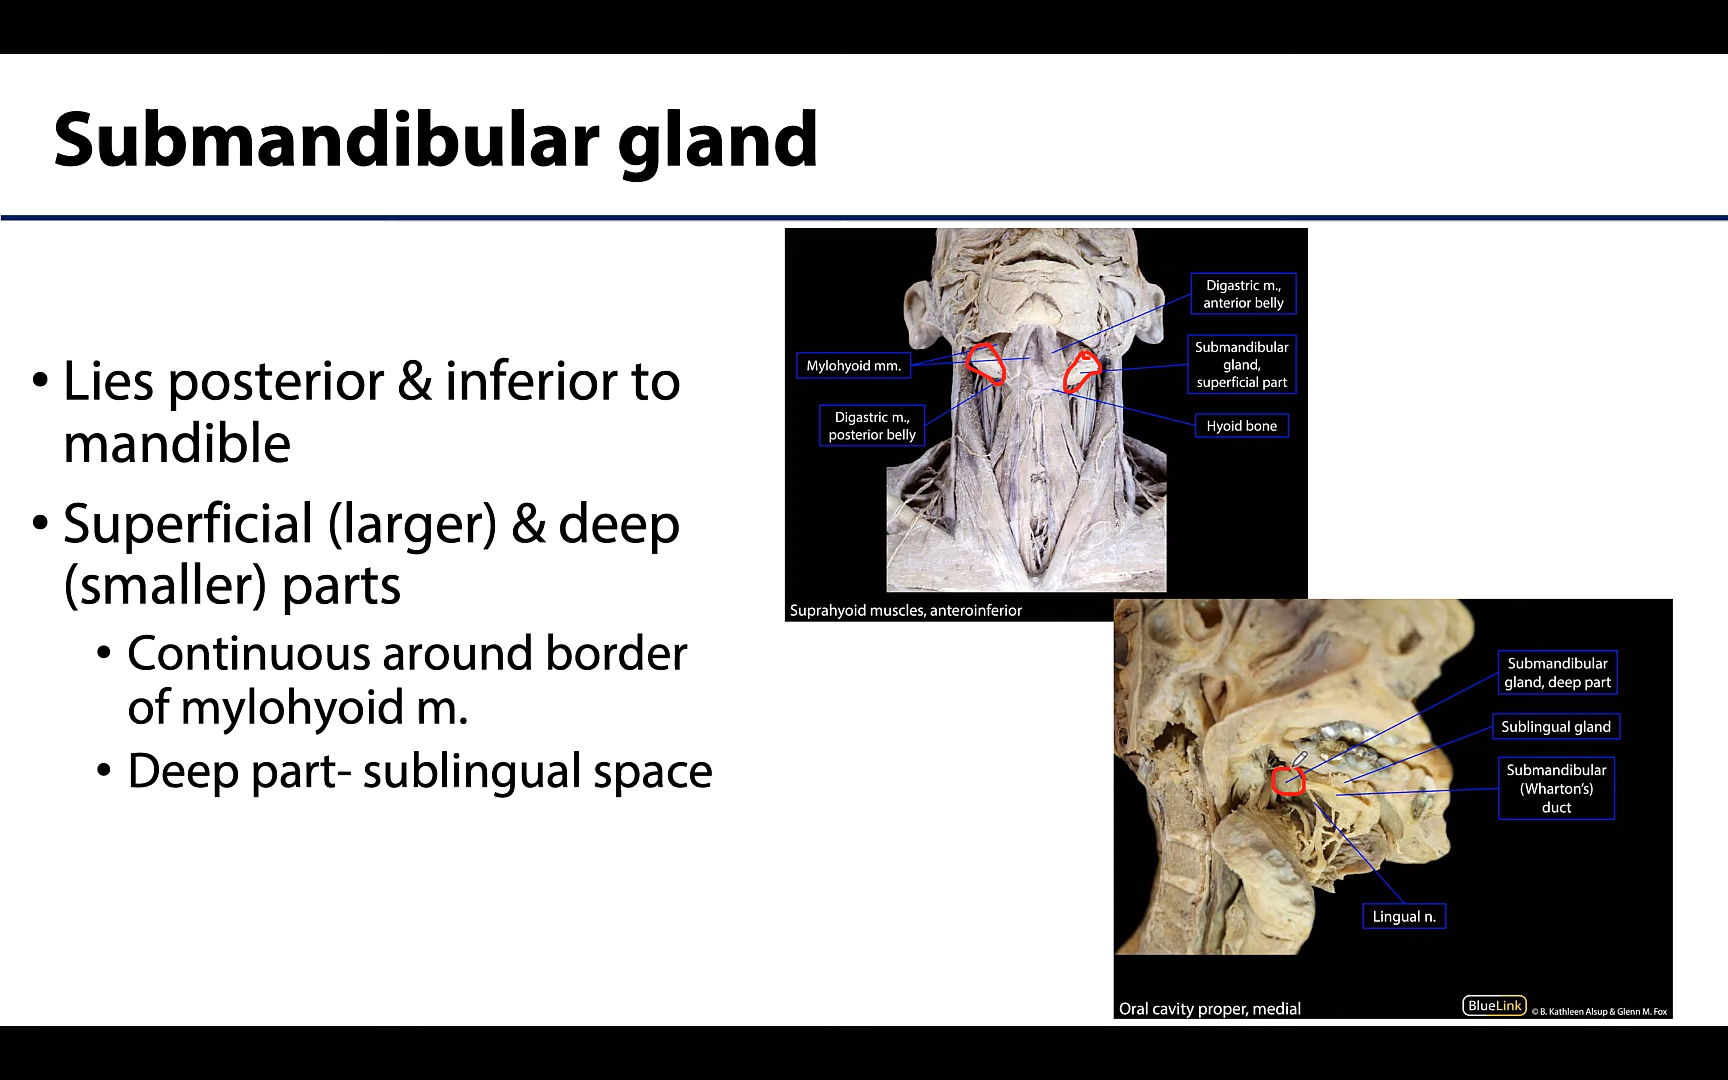 Submandibular gland
• Lies posterior & inferior to
mandible
• Superficial (larger) & deep
(smaller) parts
• Continuous around border
of mylohyoid m.
• Deep part- sublingual space
Digastric m.,
anterior belly
Mylohyoid mm.
Submandibular
gland,
superficial part
Digastric m.,
posterior belly
Hyoid bone
Suprahyoid muscles, anteroinferior
Submandibular
gland, deep part
Sublingual gland
Submandibular
(Wharton's)
duct
Lingual n.
Oral cavity proper, medial
BlueLink
© B. Kathleen Alsup & Glenn M. Fox